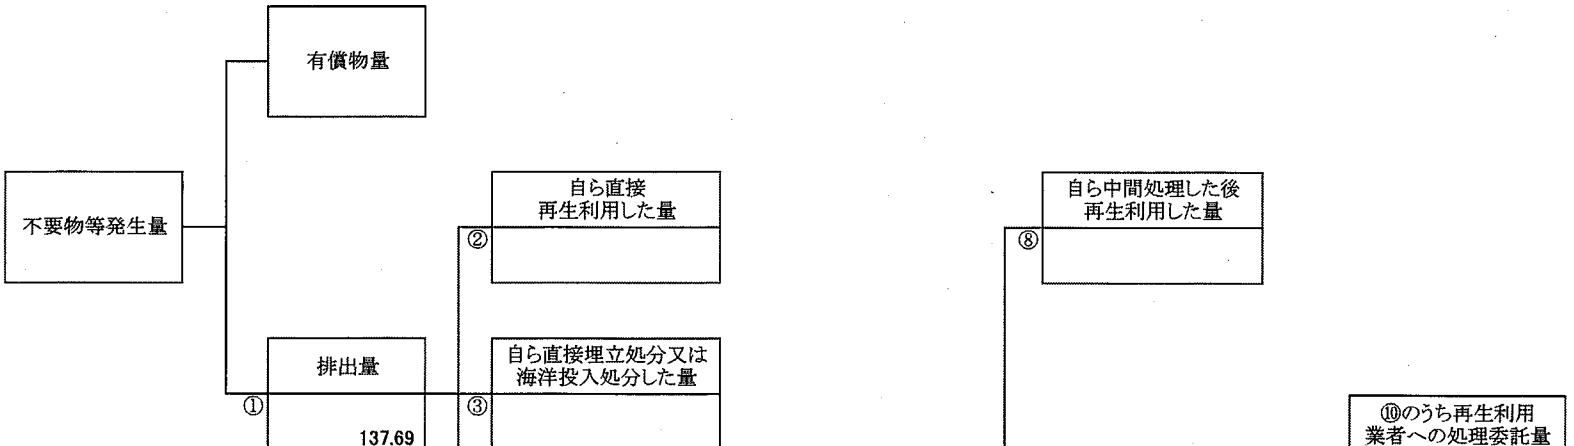 有償物量
不要物等発生量
自ら直接
再生利用した量
②
自ら中間処理した後
再生利用した量
⑧
排出量
①
137.69
自ら直接埋立処分又は
海洋投入処分した量
③
⑩のうち再生利用
業者への処理委託量